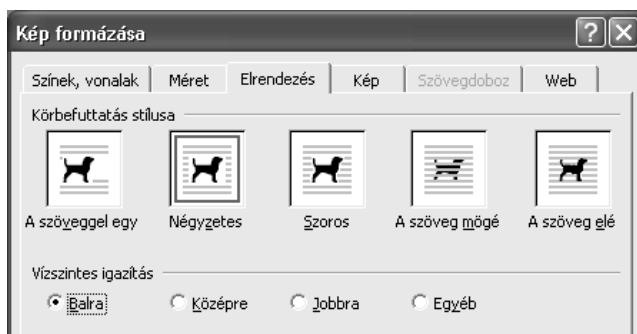 Kép formázása
Színek, vonalak Méret Elrendezés Kép Szövegdoboz Web
Körbefuttatás stílusa
A szöveggel egy Négyzetes Szoros A szöveg mögé A szöveg elé
Vízszintes igazítás
Balra Középre Jobbra Egyéb